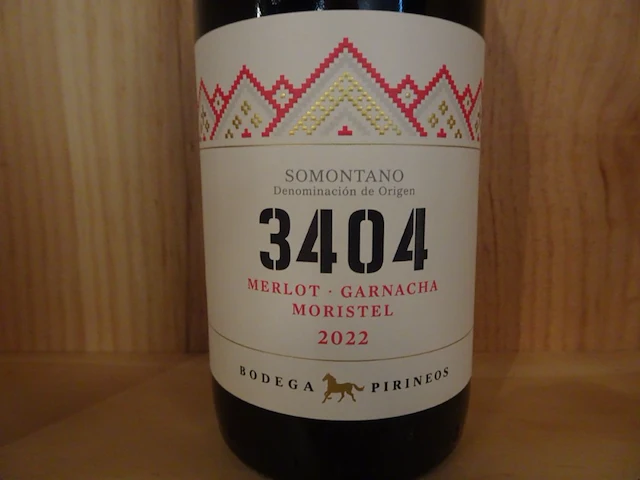 SOMONTANO
Denominación de Origen
3404
MERLOT · GARNACHA
MORISTEL
2022
BODEGA PIRINEOS